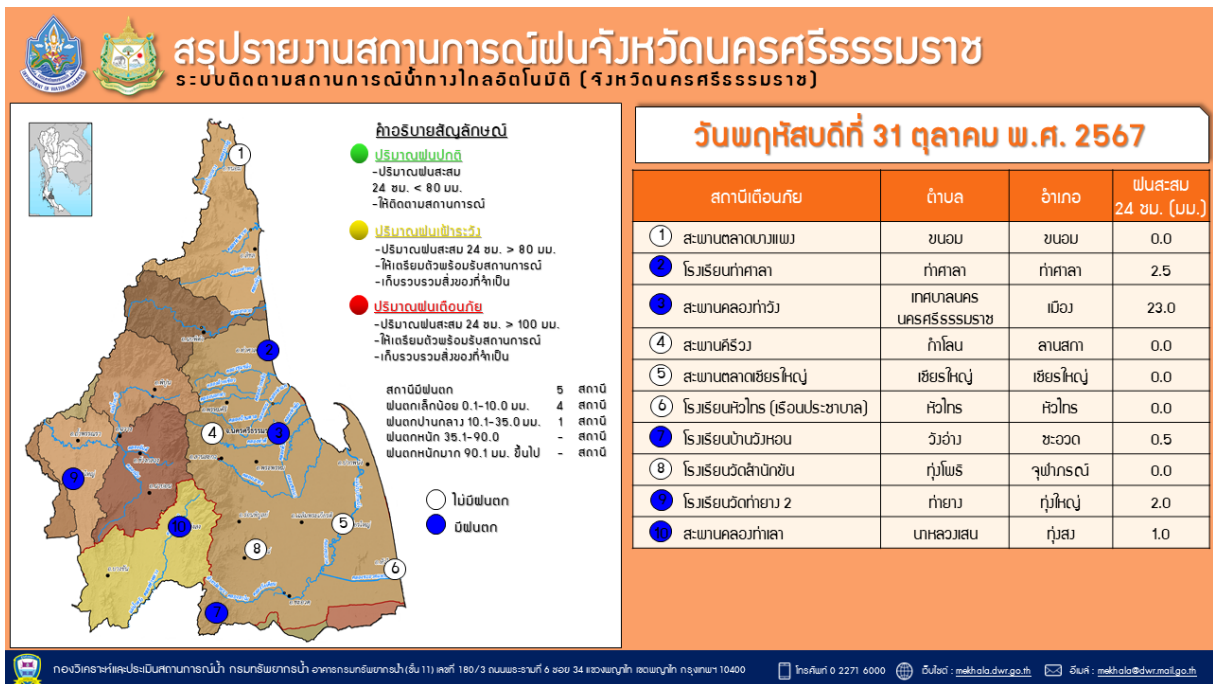 สรุปรายงานสถานการณ์ฝนจังหวัดนครศรีธรรมราช
ระบบติดตามสถานการณ์น้ำทางไกลอัตโนมัติ (จังหวัดนครศรีธรรมราช)
คำอธิบายสัญลักษณ์
ปริมาณฝนปกติ
-ปริมาณฝนสะสม
24 ชม. < 80 มม.
-ให้ติดตามสถานการณ์
ปริมาณฝนเฝ้าระวัง
-ปริมาณฝนสะสม 24 ชม. > 80 มม.
-ให้เตรียมตัวพร้อมรับสถานการณ์
-เก็บรวบรวมสิ่งของที่จำเป็น
ปริมาณฝนเตือนภัย
-ปริมาณฝนสะสม 24 ชม. > 100 มม.
-ให้เตรียมตัวพร้อมรับสถานการณ์
-เก็บรวบรวมสิ่งของที่จำเป็น
สถานีมีฝนตก 5 สถานี
ฝนตกเล็กน้อย 0.1-10.0 มม. 4 สถานี
ฝนตกปานกลาง 10.1-35.0 มม. 1 สถานี
ฝนตกหนัก 35.1-90.0 - สถานี
ฝนตกหนักมาก 90.1 มม. ขึ้นไป - สถานี
ไม่มีฝนตก
มีฝนตก
1
2
3
4
5
6
7
8
9
10
วันพฤหัสบดีที่ 31 ตุลาคม พ.ศ. 2567
สถานีเตือนภัย ตำบล อำเภอ ฝนสะสม
24 ชม. (มม.)
1 สะพานตลาดบางแพง ขนอม ขนอม 0.0
2 โรงเรียนท่าศาลา ท่าศาลา ท่าศาลา 2.5
3 สะพานคลองท่าวัง เทศบาลนคร
นครศรีธรรมราช เมือง 23.0
4 สะพานคีรีวง กำโลน ลานสกา 0.0
5 สะพานตลาดเชียรใหญ่ เชียรใหญ่ เชียรใหญ่ 0.0
6 โรงเรียนหัวไทร (เรือนประชาบาล) หัวไทร หัวไทร 0.0
7 โรงเรียนบ้านวังหอน วังอ่าง ชะอวด 0.5
8 โรงเรียนวัดสำนักขัน ทุ่งโพธิ จุฬาภรณ์ 0.0
9 โรงเรียนวัดท่ายาง 2 ท่ายาง ทุ่งใหญ่ 2.0
10 สะพานคลองท่าเลา นาหลวงเสน ทุ่งสง 1.0
กองวิเคราะห์และประเมินสถานการณ์น้ำ กรมทรัพยากรน้ำ อาคารกรมทรัพยากรน้ำ (ชั้น 11) เลขที่ 180/3 ถนนพระรามที่ 6 ซอย 34 แขวงพญาไท เขตพญาไท กรุงเทพฯ 10400
โทรศัพท์ 0 2271 6000
เว็บไซต์ : mekhala.dwr.go.th
อีเมล์ : mekhala@dwr.mail.go.th